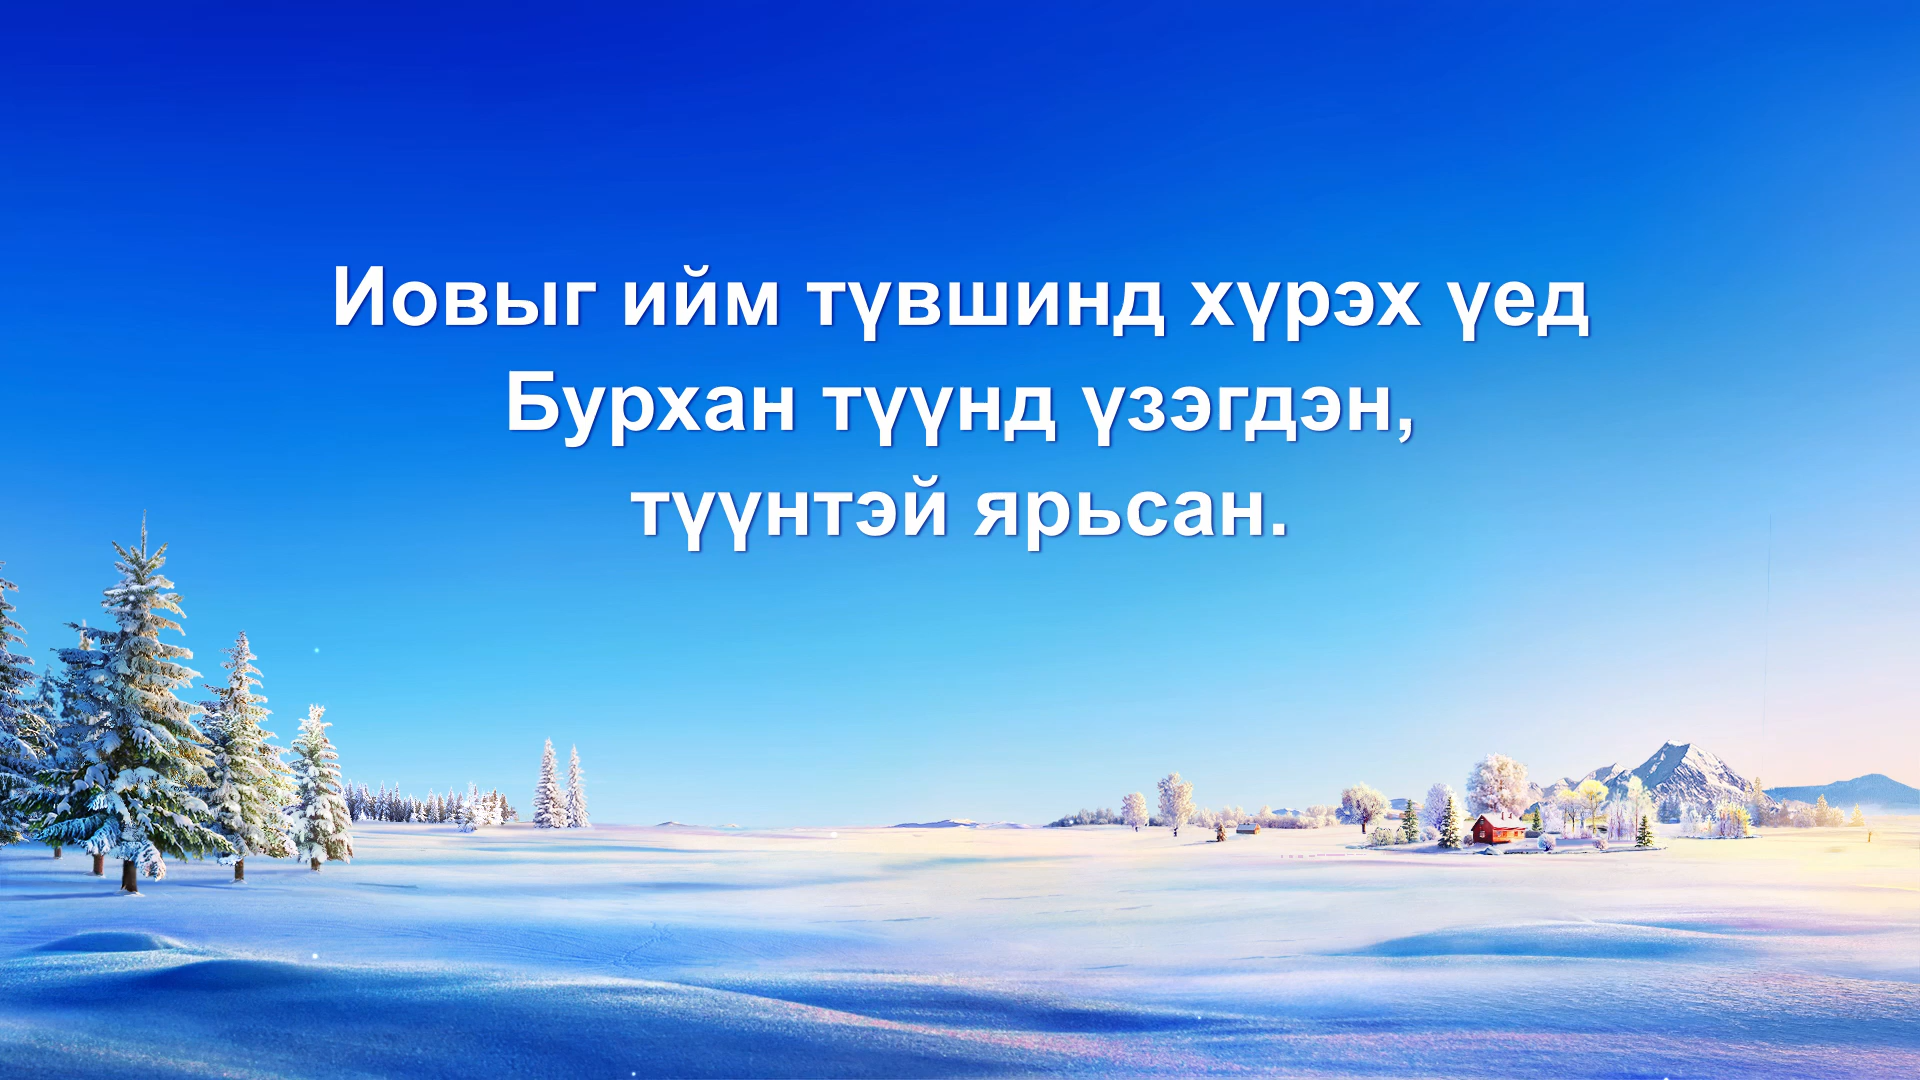 Иовыг ийм түвшинд хүрэх үед
Бурхан түүнд үзэгдэн,
түүнтэй ярьсан.